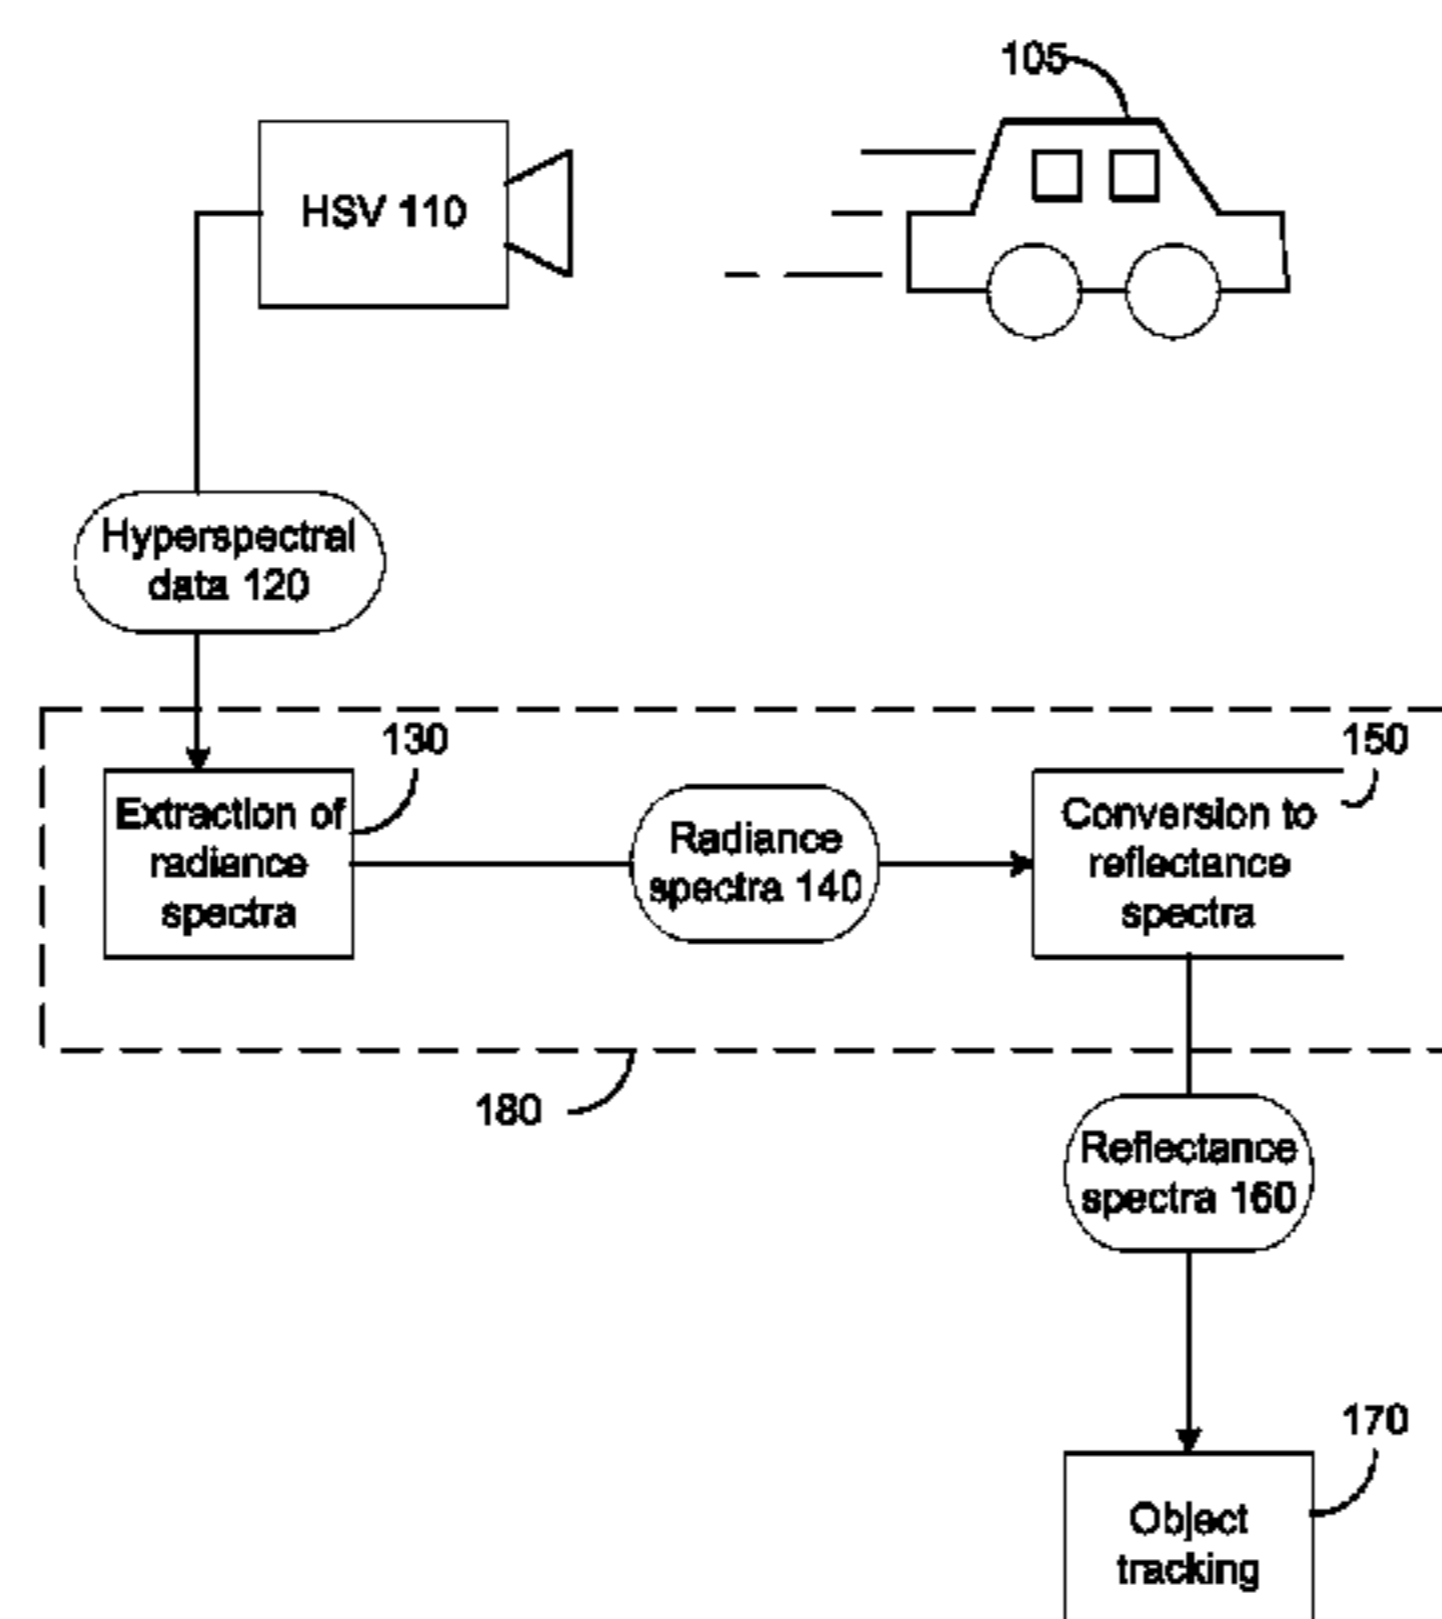 105
HSV 110
Hyperspectral
data 120
130
150
Extraction of
radiance
spectra
Radiance
spectra 140
Conversion to
reflectance
spectra
180
Reflectance
spectra 160
170
Object
tracking